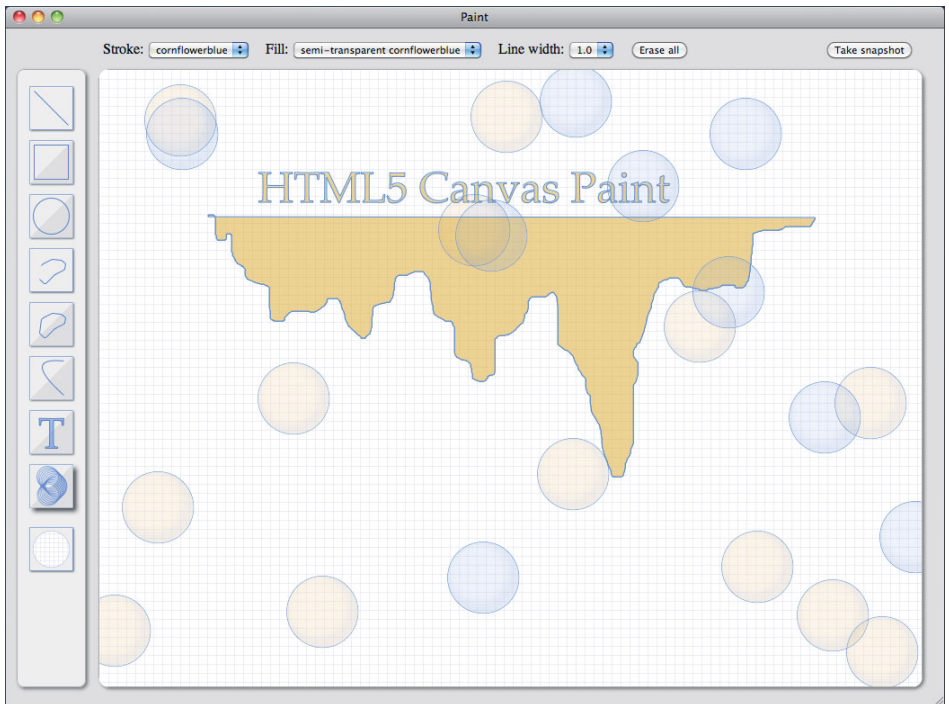 Paint
Stroke: cornflowerblue Fill: semi-transparent cornflowerblue Line width: 1.0 Erase all Take snapshot
HTML5 Canvas Paint
T